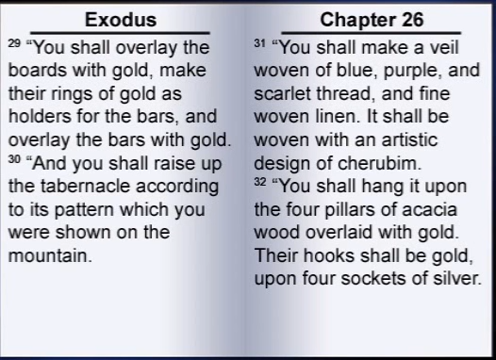 Exodus
29 “You shall overlay the
boards with gold, make
their rings of gold as
holders for the bars, and
overlay the bars with gold.
30 “And you shall raise up
the tabernacle according
to its pattern which you
were shown on the
mountain.
Chapter 26
31 “You shall make a veil
woven of blue, purple, and
scarlet thread, and fine
woven linen. It shall be
woven with an artistic
design of cherubim.
32 “You shall hang it upon
the four pillars of acacia
wood overlaid with gold.
Their hooks shall be gold,
upon four sockets of silver.